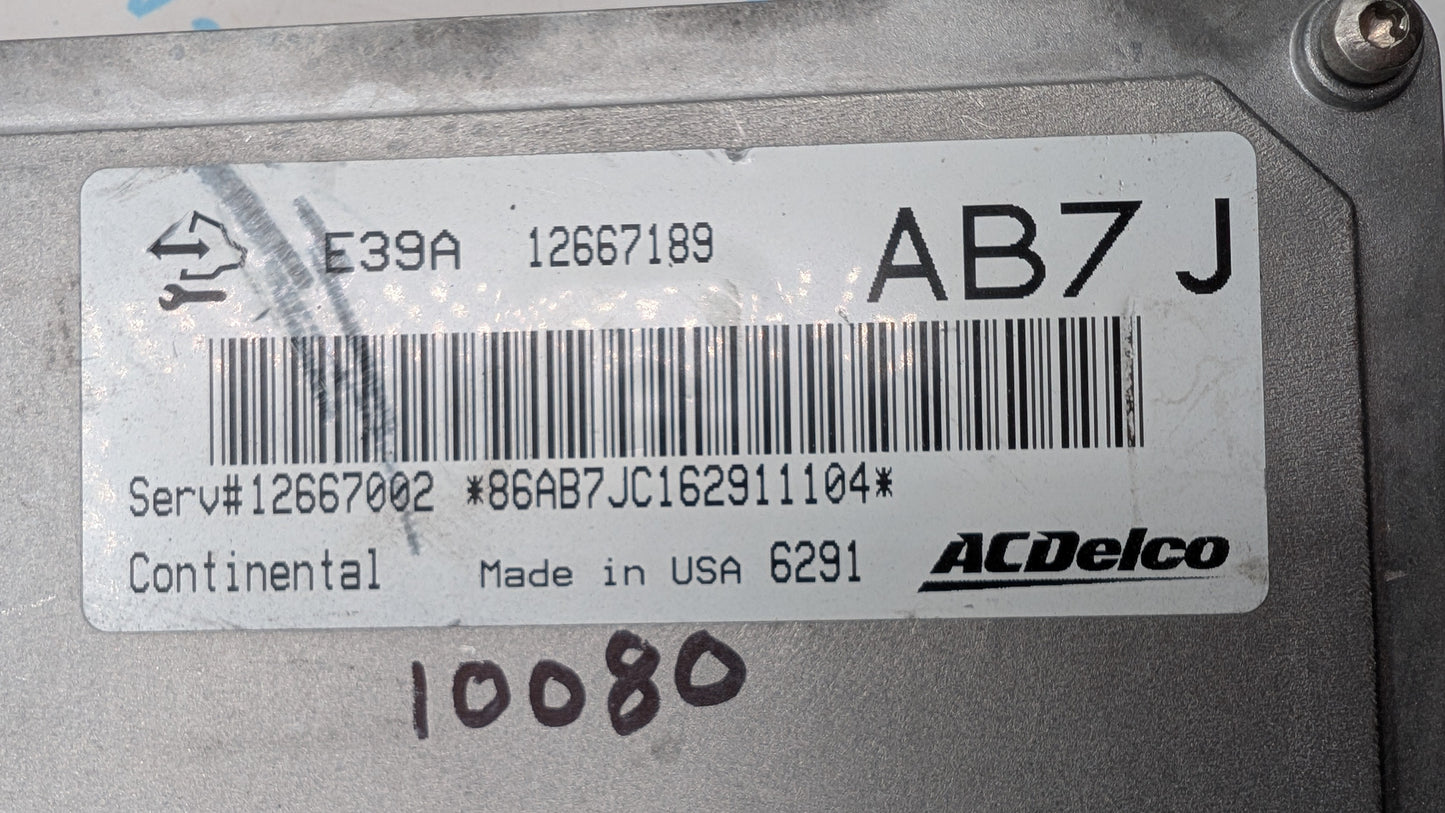 E39A 12667189 AB7J
Serv#12667002 *86AB7JC162911104*
Continental Made in USA 6291 ACDelco
10080